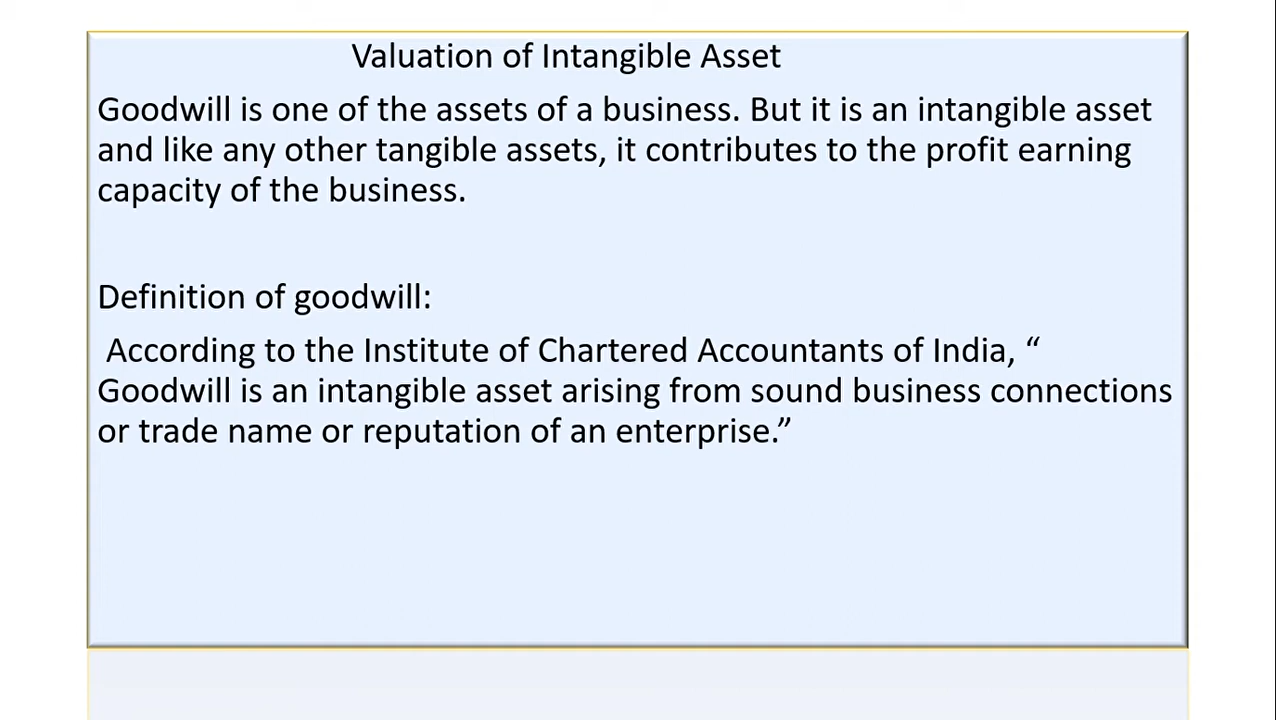 Valuation of Intangible Asset
Goodwill is one of the assets of a business. But it is an intangible asset
and like any other tangible assets, it contributes to the profit earning
capacity of the business.
Definition of goodwill:
According to the Institute of Chartered Accountants of India, “
Goodwill is an intangible asset arising from sound business connections
or trade name or reputation of an enterprise.”